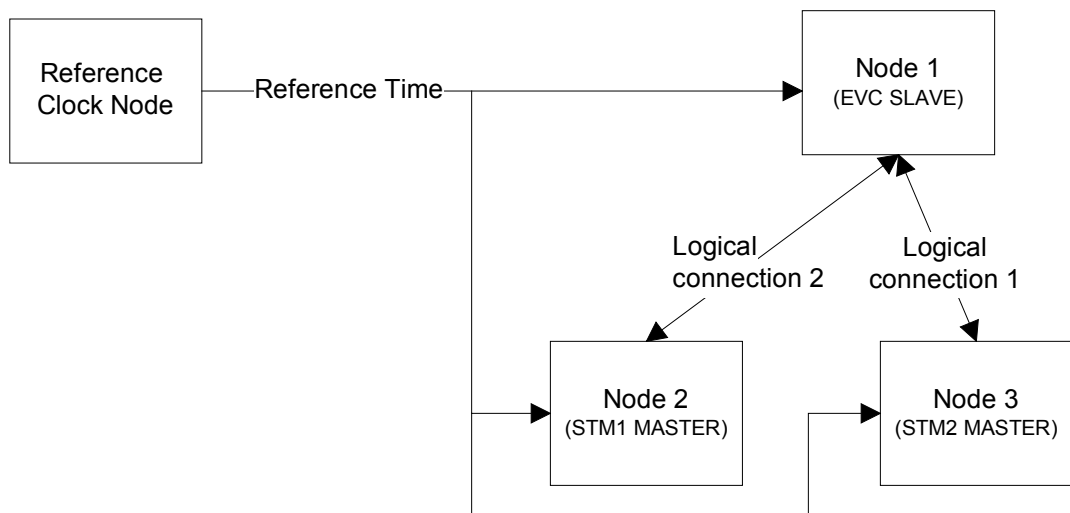 Reference
Clock Node
Reference Time
Node 1
(EVC SLAVE)
Logical
connection 2
Logical
connection 1
Node 2
(STM1 MASTER)
Node 3
(STM2 MASTER)